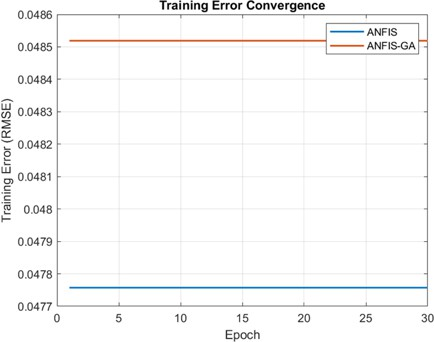 Training Error Convergence
0.0486
0.0485
0.0484
0.0483
0.0482
0.0481
0.048
0.0479
0.0478
0.0477
Training Error (RMSE)
ANFIS
ANFIS-GA
0 5 10 15 20 25 30
Epoch